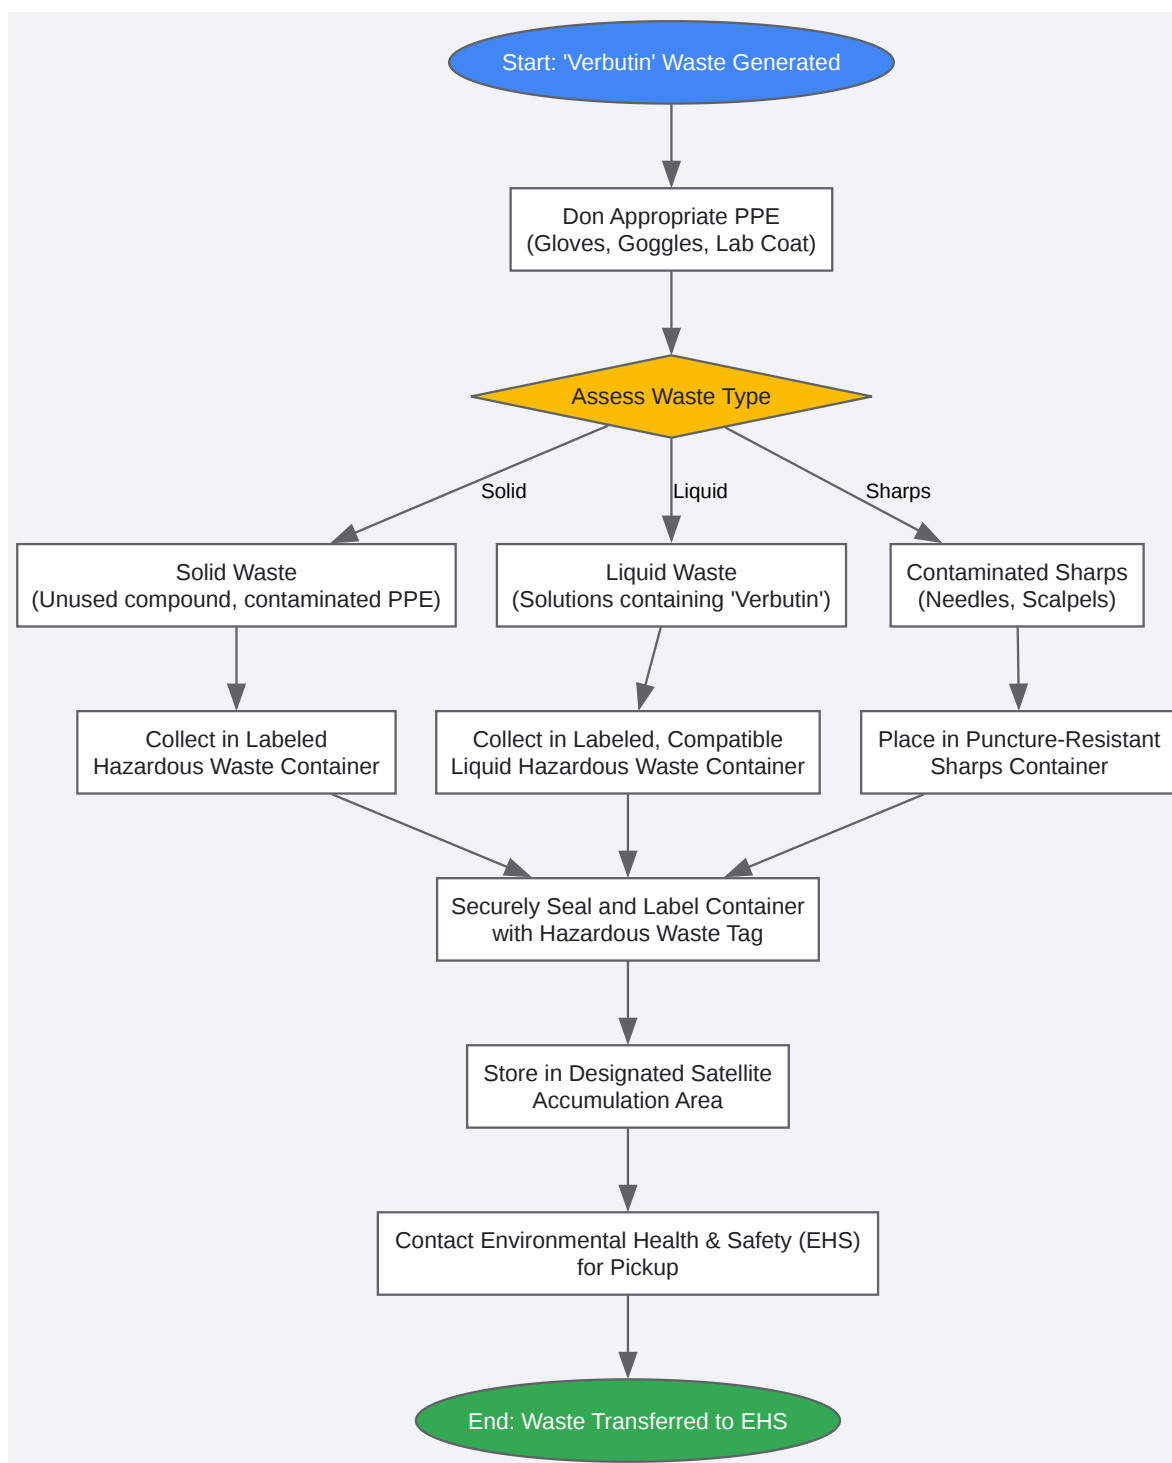 Start: 'Verbutin' Waste Generated
Don Appropriate PPE
(Gloves, Goggles, Lab Coat)
Assess Waste Type
Solid
Liquid
Sharps
Solid Waste
(Unused compound, contaminated PPE)
Liquid Waste
(Solutions containing 'Verbutin')
Contaminated Sharps
(Needles, Scalpels)
Collect in Labeled
Hazardous Waste Container
Collect in Labeled, Compatible
Liquid Hazardous Waste Container
Place in Puncture-Resistant
Sharps Container
Securely Seal and Label Container
with Hazardous Waste Tag
Store in Designated Satellite
Accumulation Area
Contact Environmental Health & Safety (EHS)
for Pickup
End: Waste Transferred to EHS